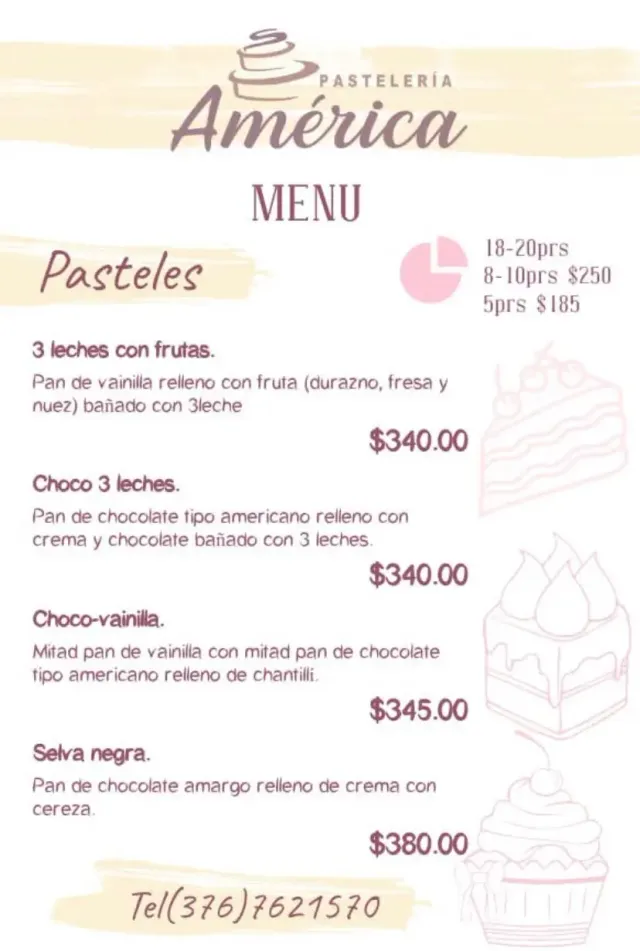 PASTELERÍA
América
MENU
Pasteles
18-20prs
8-10prs $250
5prs $185
3 leches con frutas.
Pan de vainilla relleno con fruta (durazno, fresa y
nuez) bañado con 3leche
$340.00
Choco 3 leches.
Pan de chocolate tipo americano relleno con
crema y chocolate bañado con 3 leches.
$340.00
Choco-vainilla.
Mitad pan de vainilla con mitad pan de chocolate
tipo americano relleno de chantilli.
$345.00
Selva negra.
Pan de chocolate amargo relleno de crema con
cereza.
$380.00
Tel(376)7621570